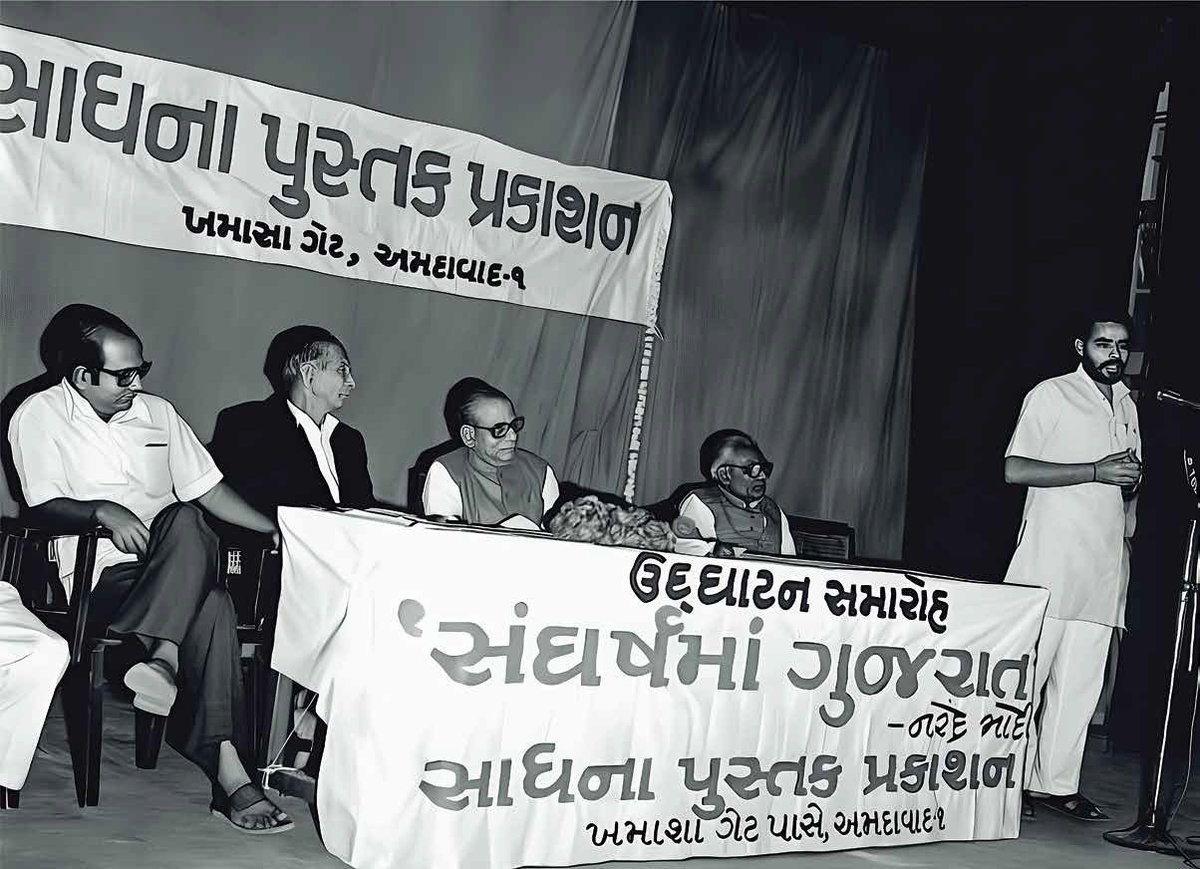 સાધના પુસ્તક પ્રકાશન
ખમાસા ગેટ, અમદાવાદ-૧
ઉદ્‌ઘાટન સમારોહ
'સંઘર્ષમાં ગુજરાત
-નરેન્દ્ર મોદી
સાધના પુસ્તક પ્રકાશન
ખમાશા ગેટ પાસે, અમદાવાદ-૧